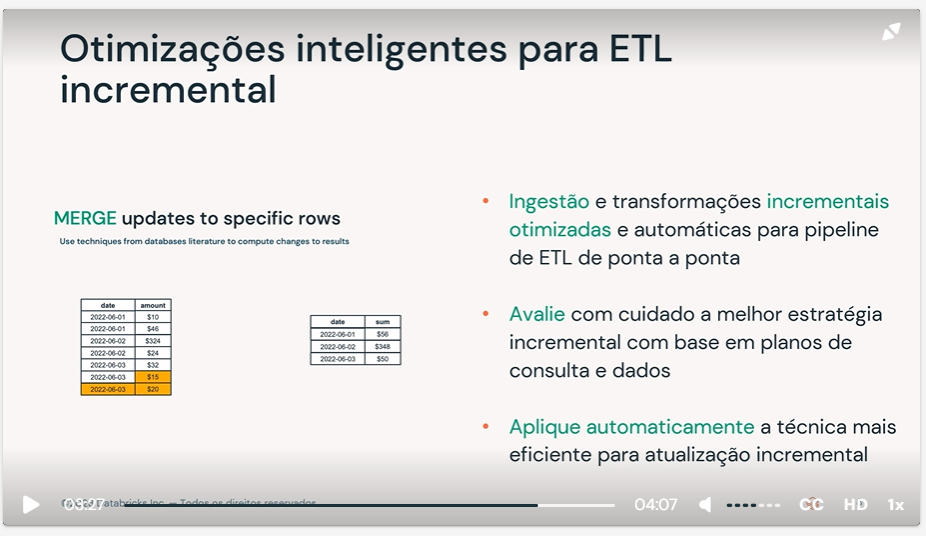 Otimizações inteligentes para ETL
incremental
MERGE updates to specific rows
Use techniques from databases literature to compute changes to results
date amount
2022-06-01 $10
2022-06-01 $46
2022-06-02 $324
2022-06-02 $24
2022-06-03 $32
2022-06-03 $15
2022-06-03 $20
date sum
2022-06-01 $56
2022-06-02 $348
2022-06-03 $50
• Ingestão e transformações incrementais
otimizadas e automáticas para pipeline
de ETL de ponta a ponta
• Avalie com cuidado a melhor estratégia
incremental com base em planos de
consulta e dados
• Aplique automaticamente a técnica mais
eficiente para atualização incremental
Databricks Inc. — Todos os direitos reservados
03:27 04:07 CC HD 1x